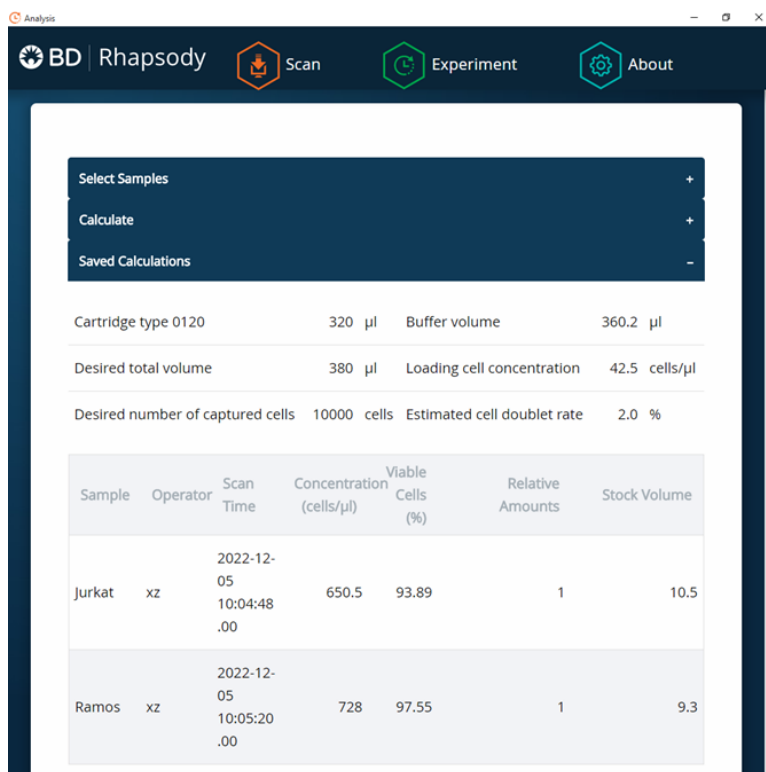 Analysis
BD Rhapsody Scan Experiment About
Select Samples +
Calculate +
Saved Calculations –
Cartridge type 0120 320 µl Buffer volume 360.2 µl
Desired total volume 380 µl Loading cell concentration 42.5 cells/µl
Desired number of captured cells 10000 cells Estimated cell doublet rate 2.0 %
Sample Operator Scan Time Concentration (cells/µl) Viable Cells (%) Relative Amounts Stock Volume
Jurkat xz 2022-12-05 10:04:48.00 650.5 93.89 1 10.5
Ramos xz 2022-12-05 10:05:20.00 728 97.55 1 9.3